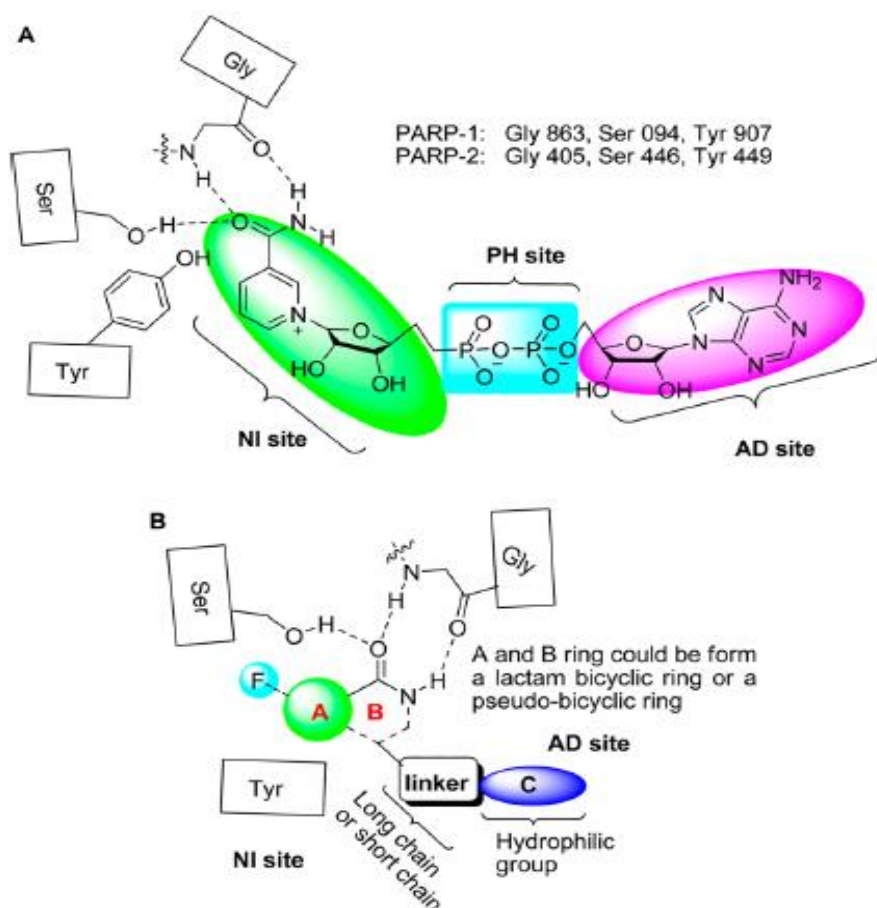 A
Gly
PARP-1: Gly 863, Ser 094, Tyr 907
PARP-2: Gly 405, Ser 446, Tyr 449
N
H
O
H
Ser
O
H
O
N
H
OH
PH site
NH2
N
N
N
N
N
+
O
O
P
O
P
O
O
O
−
O
−
O
Tyr
HO
OH
HO
OH
NI site
AD site
B
Ser
N
Gly
H
O
H
O
O
F
A
B
N
H
A and B ring could be form
a lactam bicyclic ring or a
pseudo-bicyclic ring
AD site
Tyr
linker
C
Long chain
or short chain
Hydrophilic
group
NI site